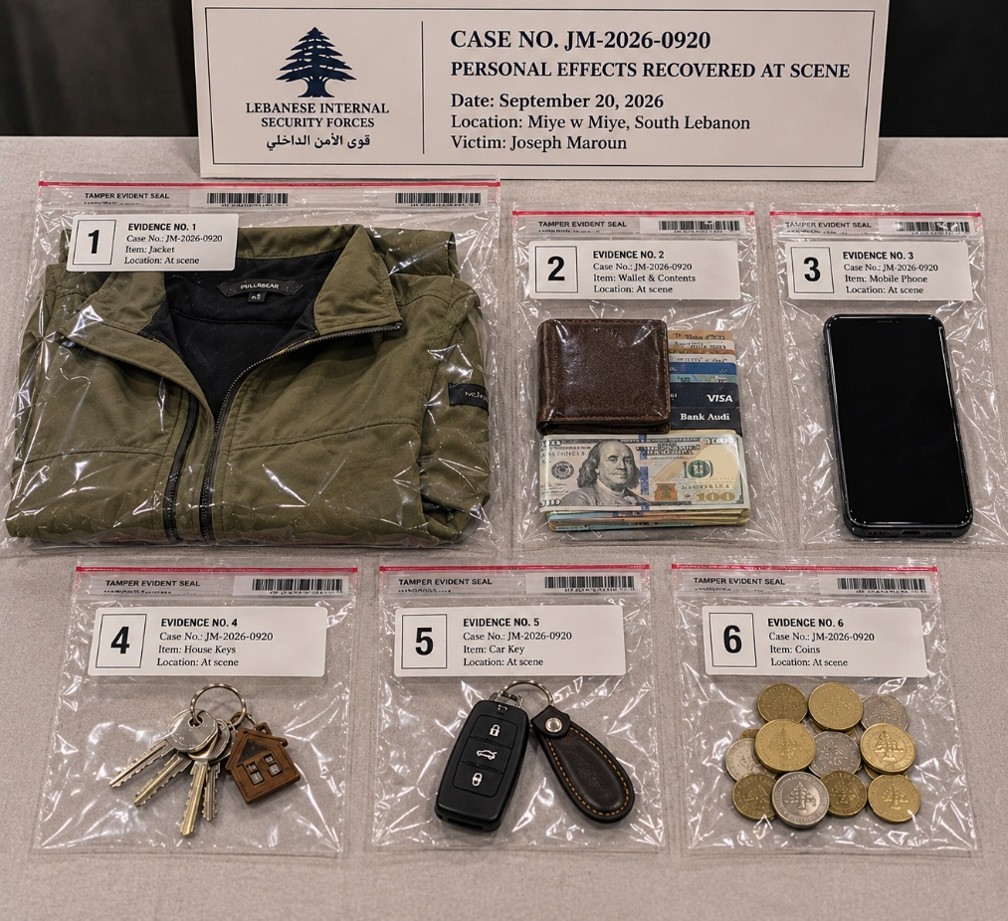 LEBANESE INTERNAL
SECURITY FORCES
قوى الأمن الداخلي
CASE NO. JM-2026-0920
PERSONAL EFFECTS RECOVERED AT SCENE
Date: September 20, 2026
Location: Miye w Miye, South Lebanon
Victim: Joseph Maroun
TAMPER EVIDENT SEAL
1
EVIDENCE NO. 1
Case No.: JM-2026-0920
Item: Jacket
Location: At scene
PULL&BEAR
TAMPER EVIDENT SEAL
2
EVIDENCE NO. 2
Case No.: JM-2026-0920
Item: Wallet & Contents
Location: At scene
VISA
Bank Audi
100
TAMPER EVIDENT SEAL
3
EVIDENCE NO. 3
Case No.: JM-2026-0920
Item: Mobile Phone
Location: At scene
TAMPER EVIDENT SEAL
4
EVIDENCE NO. 4
Case No.: JM-2026-0920
Item: House Keys
Location: At scene
TAMPER EVIDENT SEAL
5
EVIDENCE NO. 5
Case No.: JM-2026-0920
Item: Car Key
Location: At scene
TAMPER EVIDENT SEAL
6
EVIDENCE NO. 6
Case No.: JM-2026-0920
Item: Coins
Location: At scene